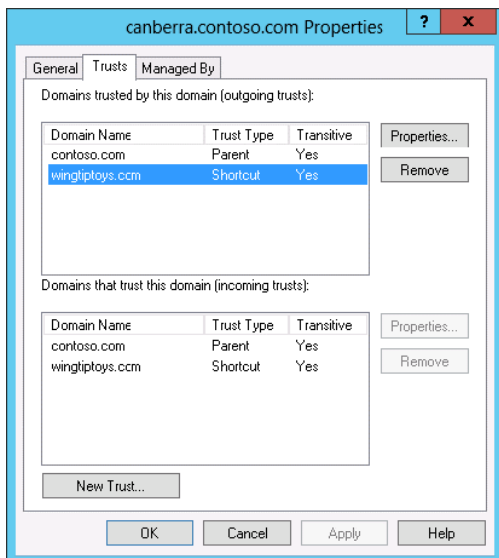 canberra.contoso.com Properties ? x
General Trusts Managed By
Domains trusted by this domain (outgoing trusts):
Domain Name Trust Type Transitive Properties...
contoso.com Parent Yes
wingtiptoys.com Shortcut Yes Remove
Domains that trust this domain (incoming trusts):
Domain Name Trust Type Transitive Properties...
contoso.com Parent Yes
wingtiptoys.com Shortcut Yes Remove
New Trust...
OK Cancel Apply Help